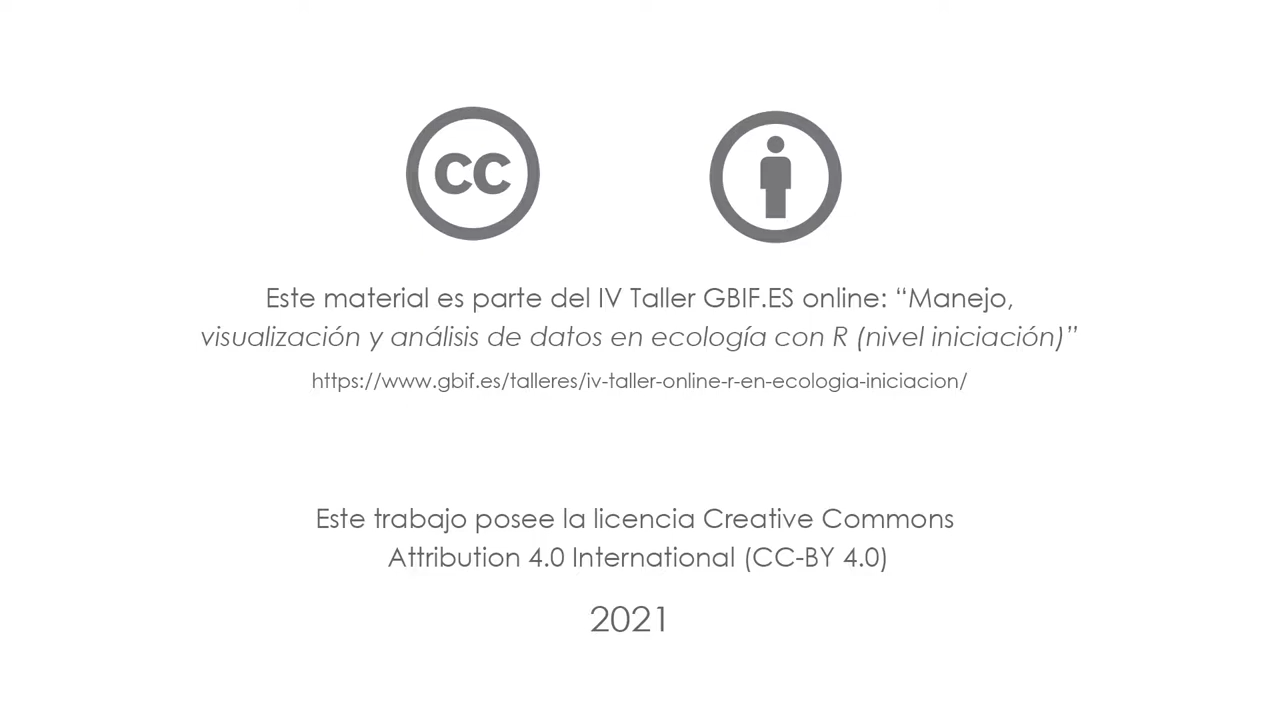 CC
Este material es parte del IV Taller GBIF.ES online: “Manejo,
visualización y análisis de datos en ecología con R (nivel iniciación)”
https://www.gbif.es/talleres/iv-taller-online-r-en-ecologia-iniciacion/
Este trabajo posee la licencia Creative Commons
Attribution 4.0 International (CC-BY 4.0)
2021